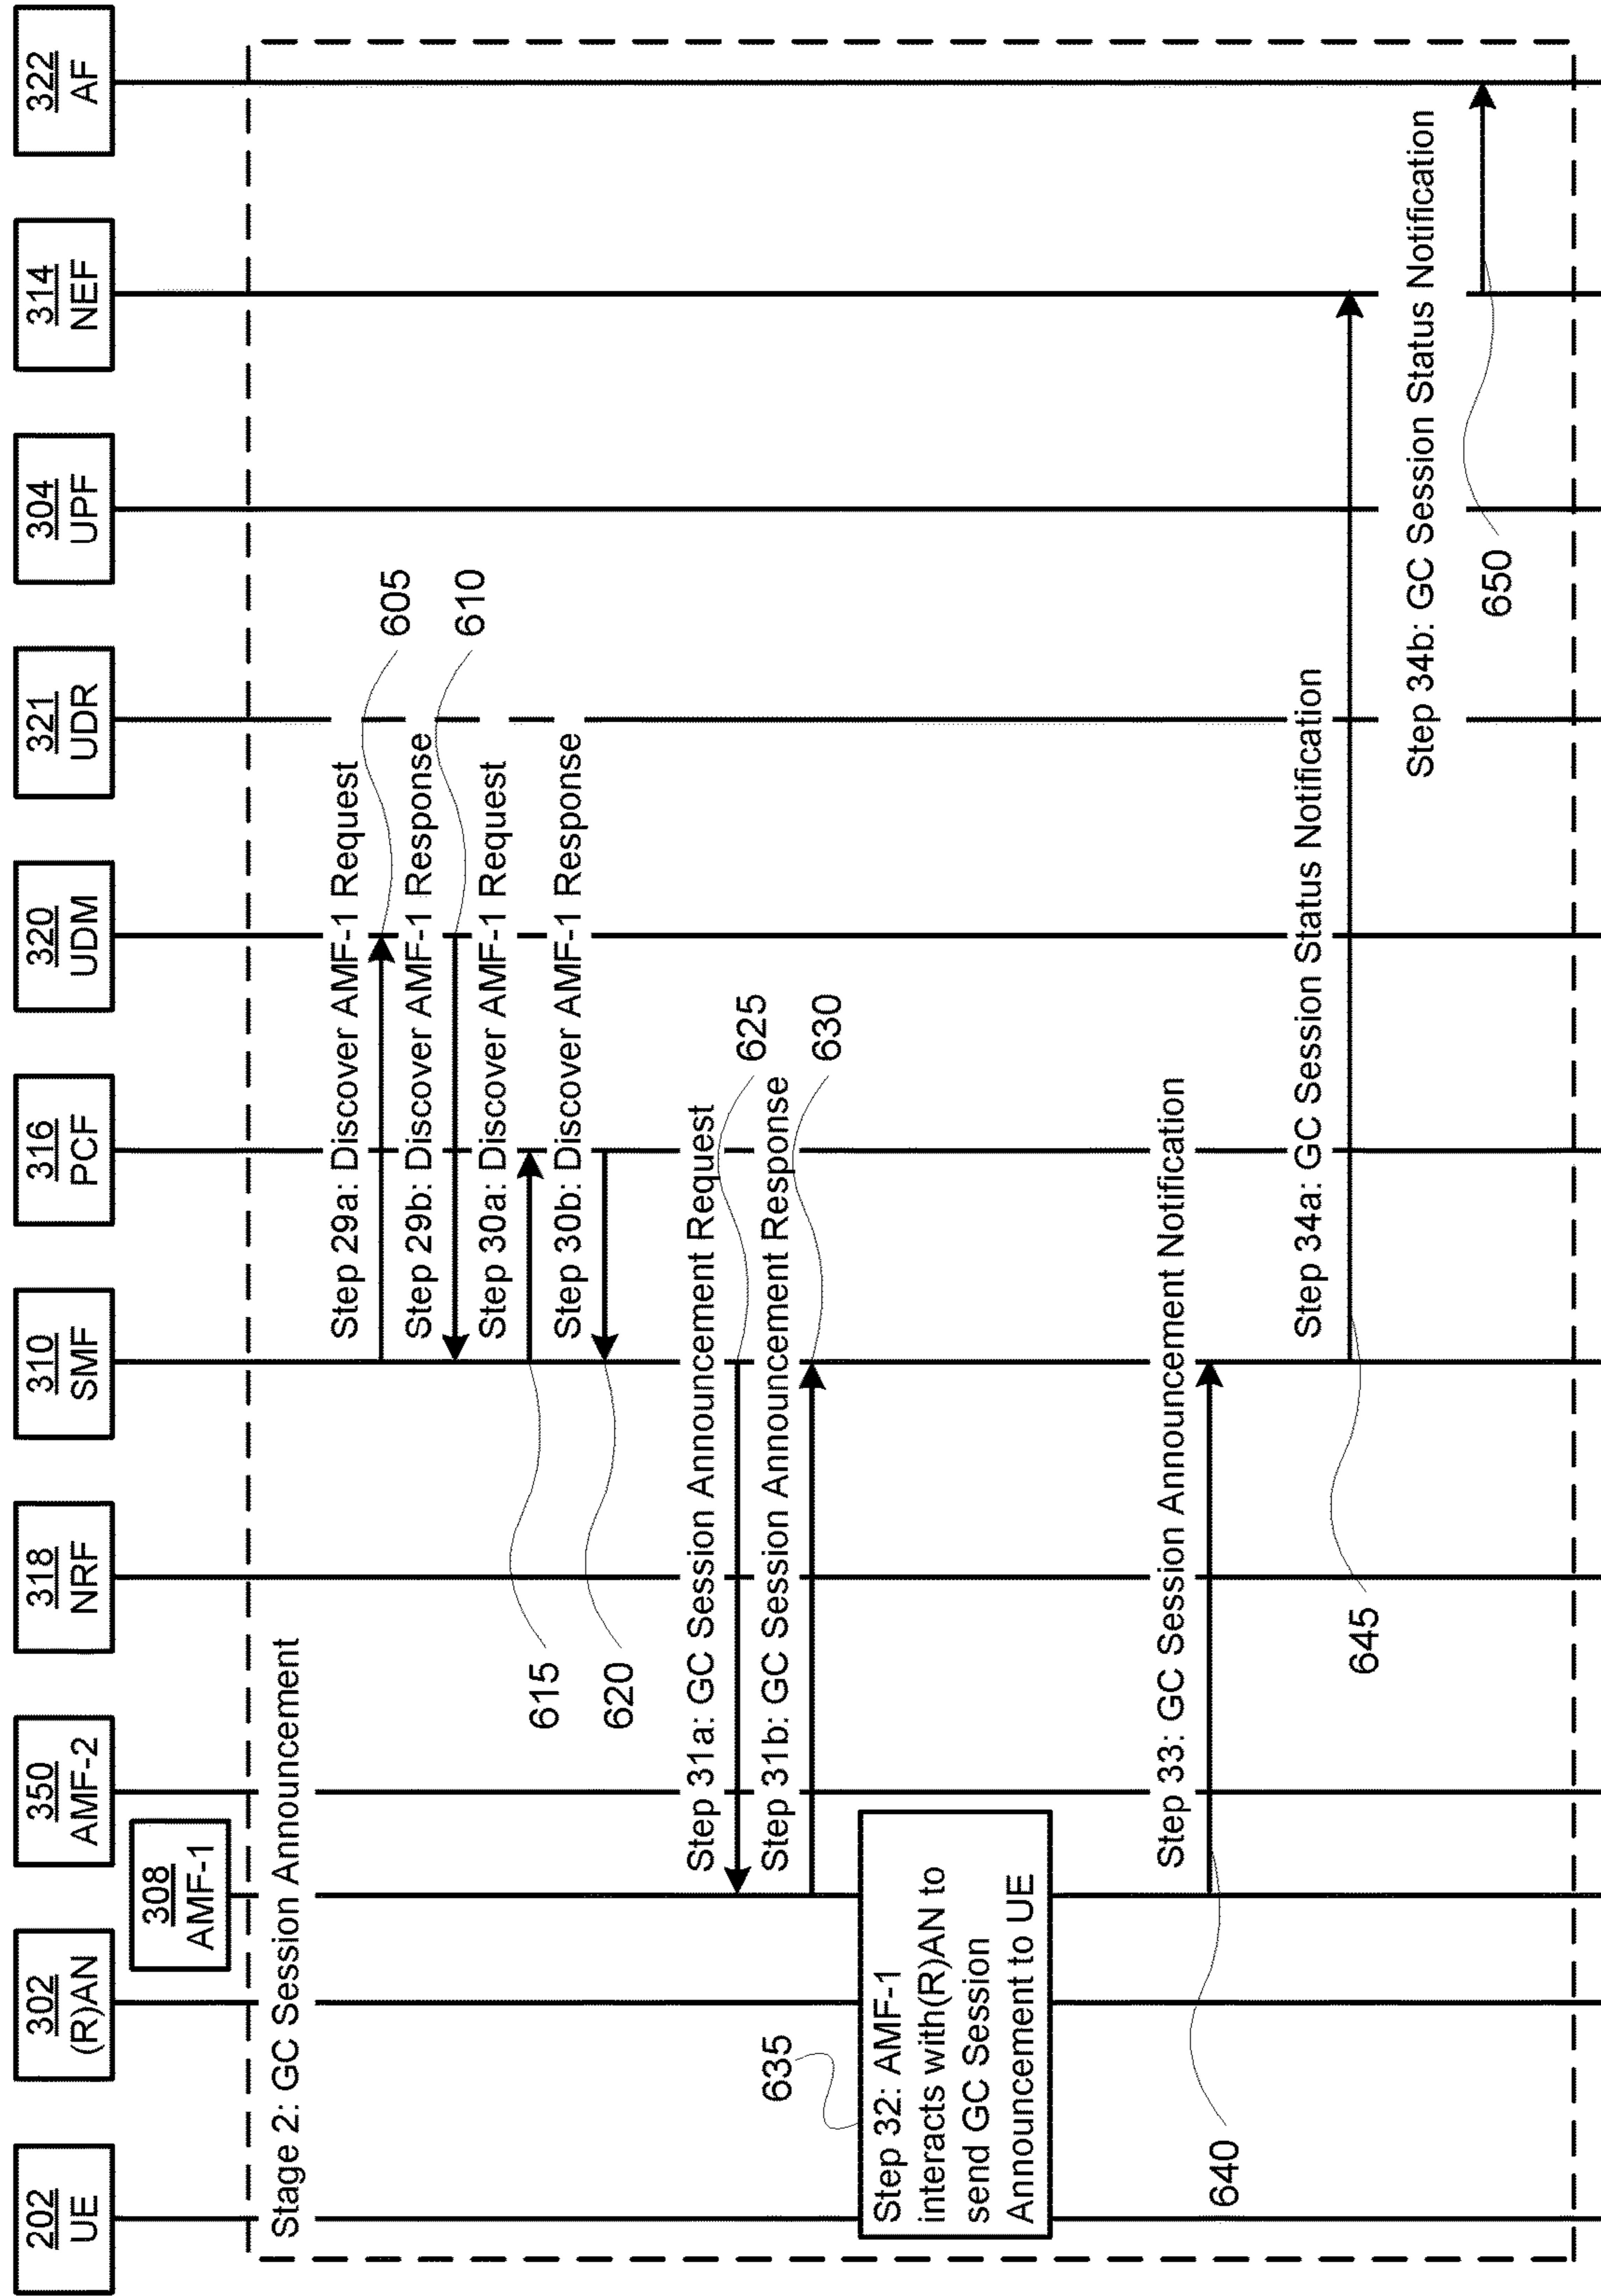 202
UE
302
(R)AN
308
AMF-1
350
AMF-2
318
NRF
310
SMF
316
PCF
320
UDM
321
UDR
304
UPF
314
NEF
322
AF
Stage 2: GC Session Announcement
Step 29a: Discover AMF-1 Request
605
Step 29b: Discover AMF-1 Response
610
Step 30a: Discover AMF-1 Request
615
Step 30b: Discover AMF-1 Response
620
Step 31a: GC Session Announcement Request
625
Step 31b: GC Session Announcement Response
630
635
Step 32: AMF-1
interacts with(R)AN to
send GC Session
Announcement to UE
Step 33: GC Session Announcement Notification
640
Step 34a: GC Session Status Notification
645
Step 34b: GC Session Status Notification
650